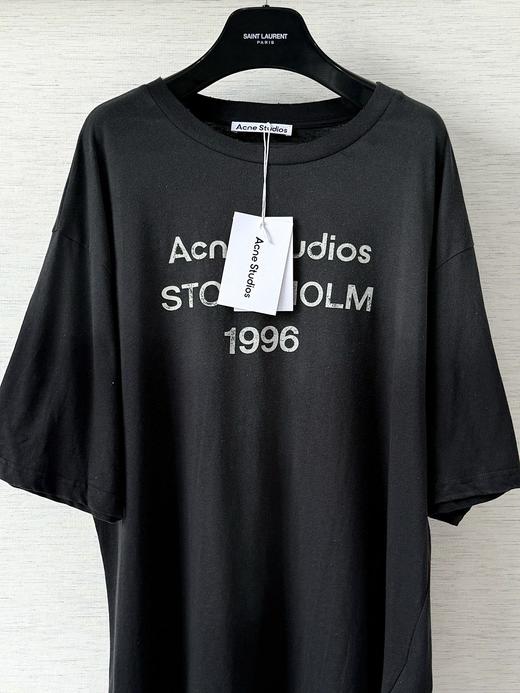 SAINT LAURENT
PARIS
Acne Studios
Acne Studios
Acn udios
STO HOLM
1996